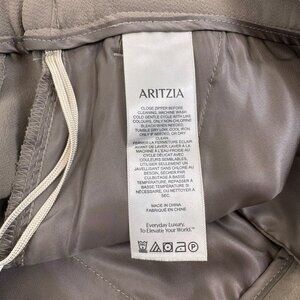 ARITZIA
CLOSE ZIPPER BEFORE
CLEANING. MACHINE WASH
COLD GENTLE CYCLE WITH LIKE
COLOURS. ONLY NON-CHLORINE
BLEACH WHEN NEEDED.
TUMBLE DRY LOW. COOL IRON
ONLY IF NEEDED, OR DRY
CLEAN.
FERMER LA FERMETURE ÉCLAIR
AVANT DE LAVER. LAVER À LA
MACHINE À L'EAU FROIDE AU
CYCLE DÉLICAT AVEC
COULEURS SEMBLABLES.
UTILISER UN DÉTACHANT
JAVELLISANT SANS CHLORE
AU BESOIN. SÉCHER PAR
CULBUTAGE À BASSE
TEMPÉRATURE. REPASSER À
BASSE TEMPÉRATURE, SI
NÉCESSAIRE, OU NETTOYER
À SEC.
MADE IN CHINA
FABRIQUÉ EN CHINE
Everyday Luxury.
To Elevate Your World.™